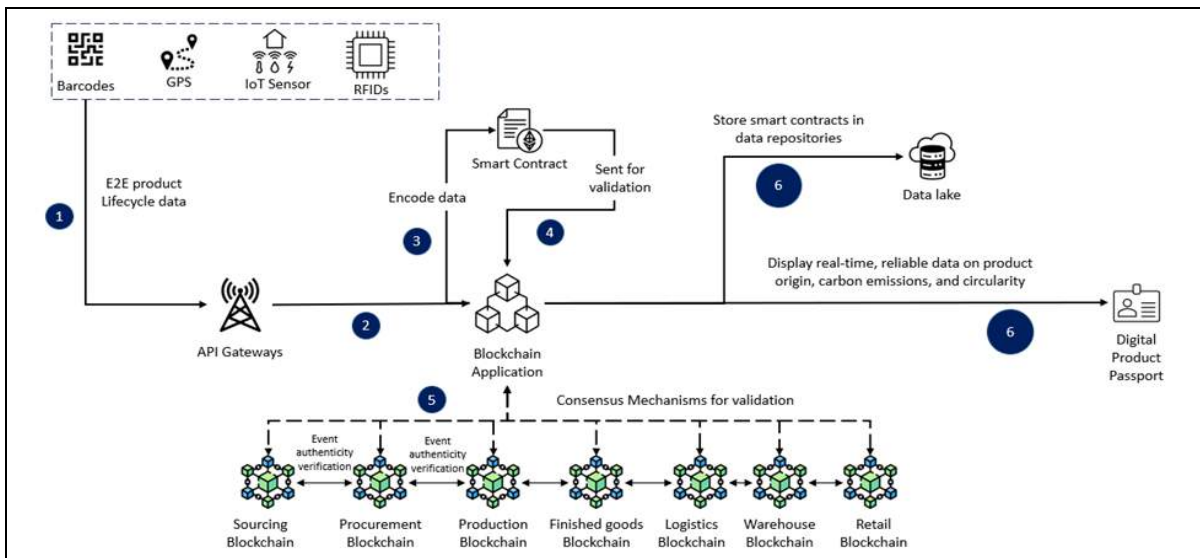 Barcodes
GPS
IoT Sensor
RFIDs
E2E product
Lifecycle data
1
API Gateways
2
Encode data
3
Smart Contract
Sent for
validation
4
Blockchain
Application
Store smart contracts in
data repositories
6
Data lake
Display real-time, reliable data on product
origin, carbon emissions, and circularity
6
Digital
Product
Passport
5
Consensus Mechanisms for validation
Event
authenticity
verification
Event
authenticity
verification
Sourcing
Blockchain
Procurement
Blockchain
Production
Blockchain
Finished goods
Blockchain
Logistics
Blockchain
Warehouse
Blockchain
Retail
Blockchain